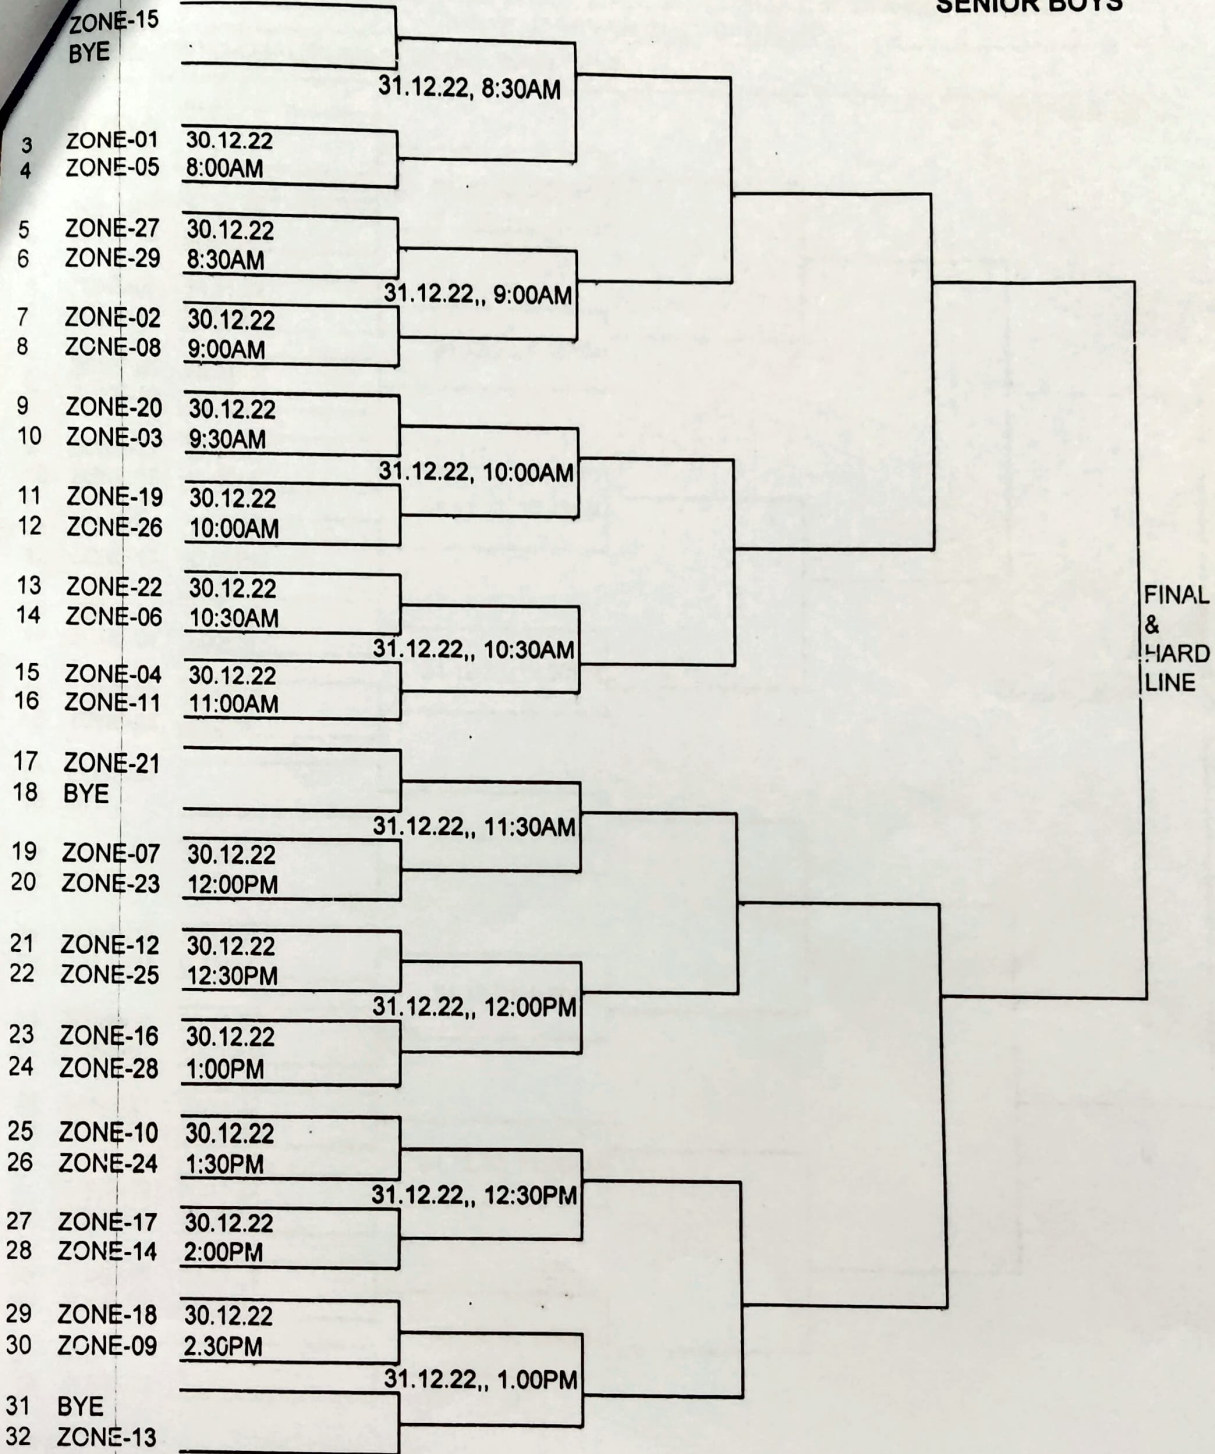 SENIOR BOYS
ZONE-15
BYE
31.12.22, 8:30AM
3 ZONE-01 30.12.22
4 ZONE-05 8:00AM
5 ZONE-27 30.12.22
6 ZONE-29 8:30AM
31.12.22,, 9:00AM
7 ZONE-02 30.12.22
8 ZONE-08 9:00AM
9 ZONE-20 30.12.22
10 ZONE-03 9:30AM
31.12.22, 10:00AM
11 ZONE-19 30.12.22
12 ZONE-26 10:00AM
13 ZONE-22 30.12.22
14 ZONE-06 10:30AM
31.12.22,, 10:30AM
15 ZONE-04 30.12.22
16 ZONE-11 11:00AM
FINAL
&
HARD
LINE
17 ZONE-21
18 BYE
31.12.22,, 11:30AM
19 ZONE-07 30.12.22
20 ZONE-23 12:00PM
21 ZONE-12 30.12.22
22 ZONE-25 12:30PM
31.12.22,, 12:00PM
23 ZONE-16 30.12.22
24 ZONE-28 1:00PM
25 ZONE-10 30.12.22
26 ZONE-24 1:30PM
31.12.22,, 12:30PM
27 ZONE-17 30.12.22
28 ZONE-14 2:00PM
29 ZONE-18 30.12.22
30 ZONE-09 2.30PM
31.12.22,, 1.00PM
31 BYE
32 ZONE-13